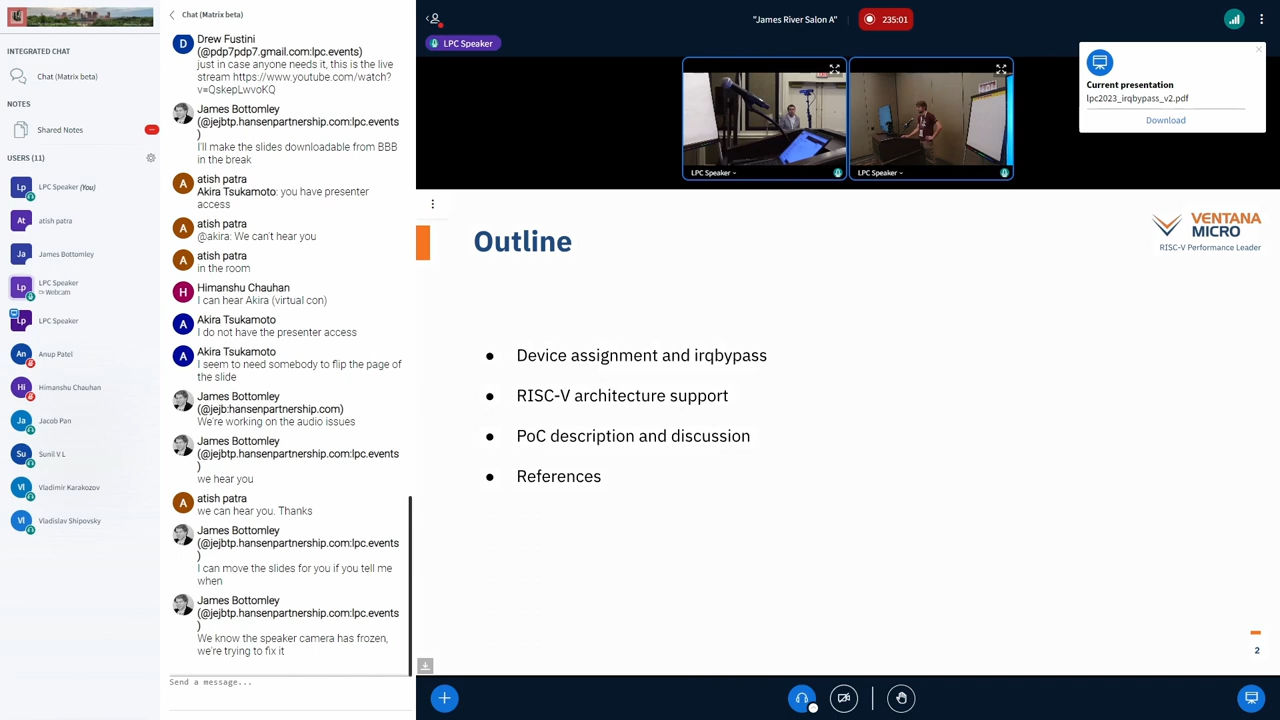 INTEGRATED CHAT
Chat (Matrix beta)
NOTES
Shared Notes
USERS (11)
Lp
LPC Speaker (You)
At
atish patra
Ja
James Bottomley
Lp
LPC Speaker
Webcam
Lp
LPC Speaker
An
Anup Patel
Hi
Himanshu Chauhan
Ja
Jacob Pan
Su
Sunil V L
Vl
Vladimir Karakozov
Vl
Vladislav Shipovsky
Chat (Matrix beta)
D
Drew Fustini
(@pdp7pdp7.gmail.com:lpc.events)
just in case anyone needs it, this is the live
stream https://www.youtube.com/watch?
v=QskepLwvoKQ
James Bottomley
(@jejbtp.hansenpartnership.com:lpc.events
)
I'll make the slides downloadable from BBB
in the break
A
atish patra
Akira Tsukamoto: you have presenter
access
A
atish patra
@akira: We can't hear you
A
atish patra
in the room
H
Himanshu Chauhan
I can hear Akira (virtual con)
A
Akira Tsukamoto
I do not have the presenter access
A
Akira Tsukamoto
I seem to need somebody to flip the page of
the slide
James Bottomley
(@jejb:hansenpartnership.com)
We're working on the audio issues
James Bottomley
(@jejbtp.hansenpartnership.com:lpc.events
)
we hear you
A
atish patra
we can hear you. Thanks
James Bottomley
(@jejbtp.hansenpartnership.com:lpc.events
)
I can move the slides for you if you tell me
when
James Bottomley
(@jejbtp.hansenpartnership.com:lpc.events
)
We know the speaker camera has frozen,
we're trying to fix it
Send a message...
"James River Salon A"
235:01
LPC Speaker
LPC Speaker
LPC Speaker
Current presentation
lpc2023_irqbypass_v2.pdf
Download
Outline
VENTANA
MICRO
RISC-V Performance Leader
● Device assignment and irqbypass
● RISC-V architecture support
● PoC description and discussion
● References
2